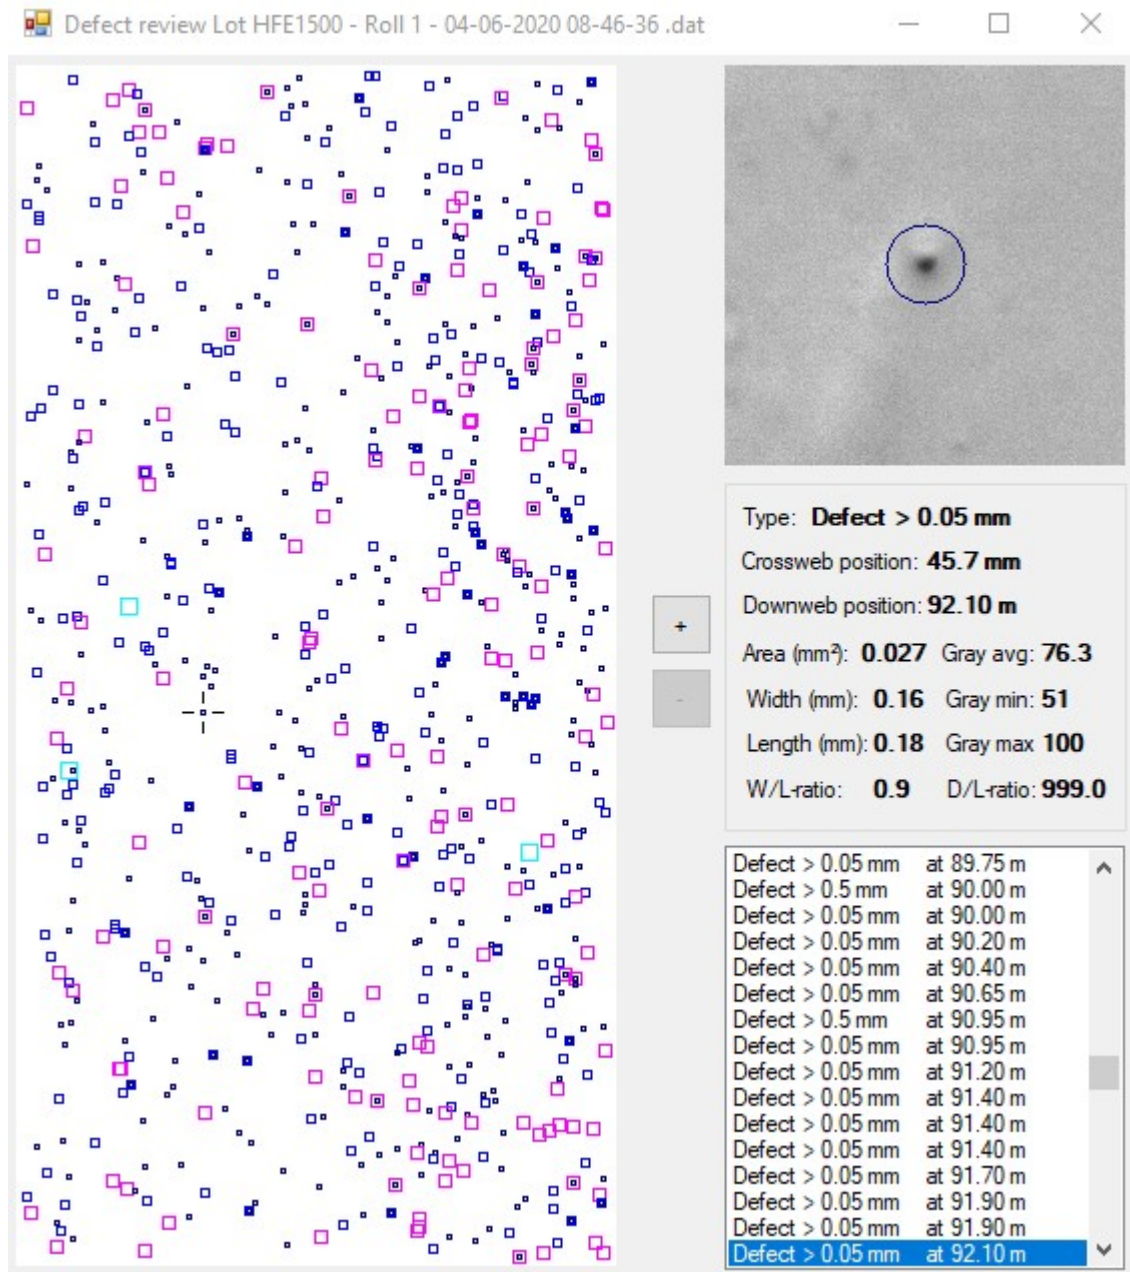 Defect review Lot HFE1500 - Roll 1 - 04-06-2020 08-46-36 .dat
Type: Defect > 0.05 mm
Crossweb position: 45.7 mm
Downweb position: 92.10 m
Area (mm²): 0.027 Gray avg: 76.3
Width (mm): 0.16 Gray min: 51
Length (mm): 0.18 Gray max 100
W/L-ratio: 0.9 D/L-ratio: 999.0
+
-
Defect > 0.05 mm at 89.75 m
Defect > 0.5 mm at 90.00 m
Defect > 0.05 mm at 90.00 m
Defect > 0.05 mm at 90.20 m
Defect > 0.05 mm at 90.40 m
Defect > 0.05 mm at 90.65 m
Defect > 0.5 mm at 90.95 m
Defect > 0.05 mm at 90.95 m
Defect > 0.05 mm at 91.20 m
Defect > 0.05 mm at 91.40 m
Defect > 0.05 mm at 91.40 m
Defect > 0.05 mm at 91.40 m
Defect > 0.05 mm at 91.70 m
Defect > 0.05 mm at 91.90 m
Defect > 0.05 mm at 91.90 m
Defect > 0.05 mm at 92.10 m